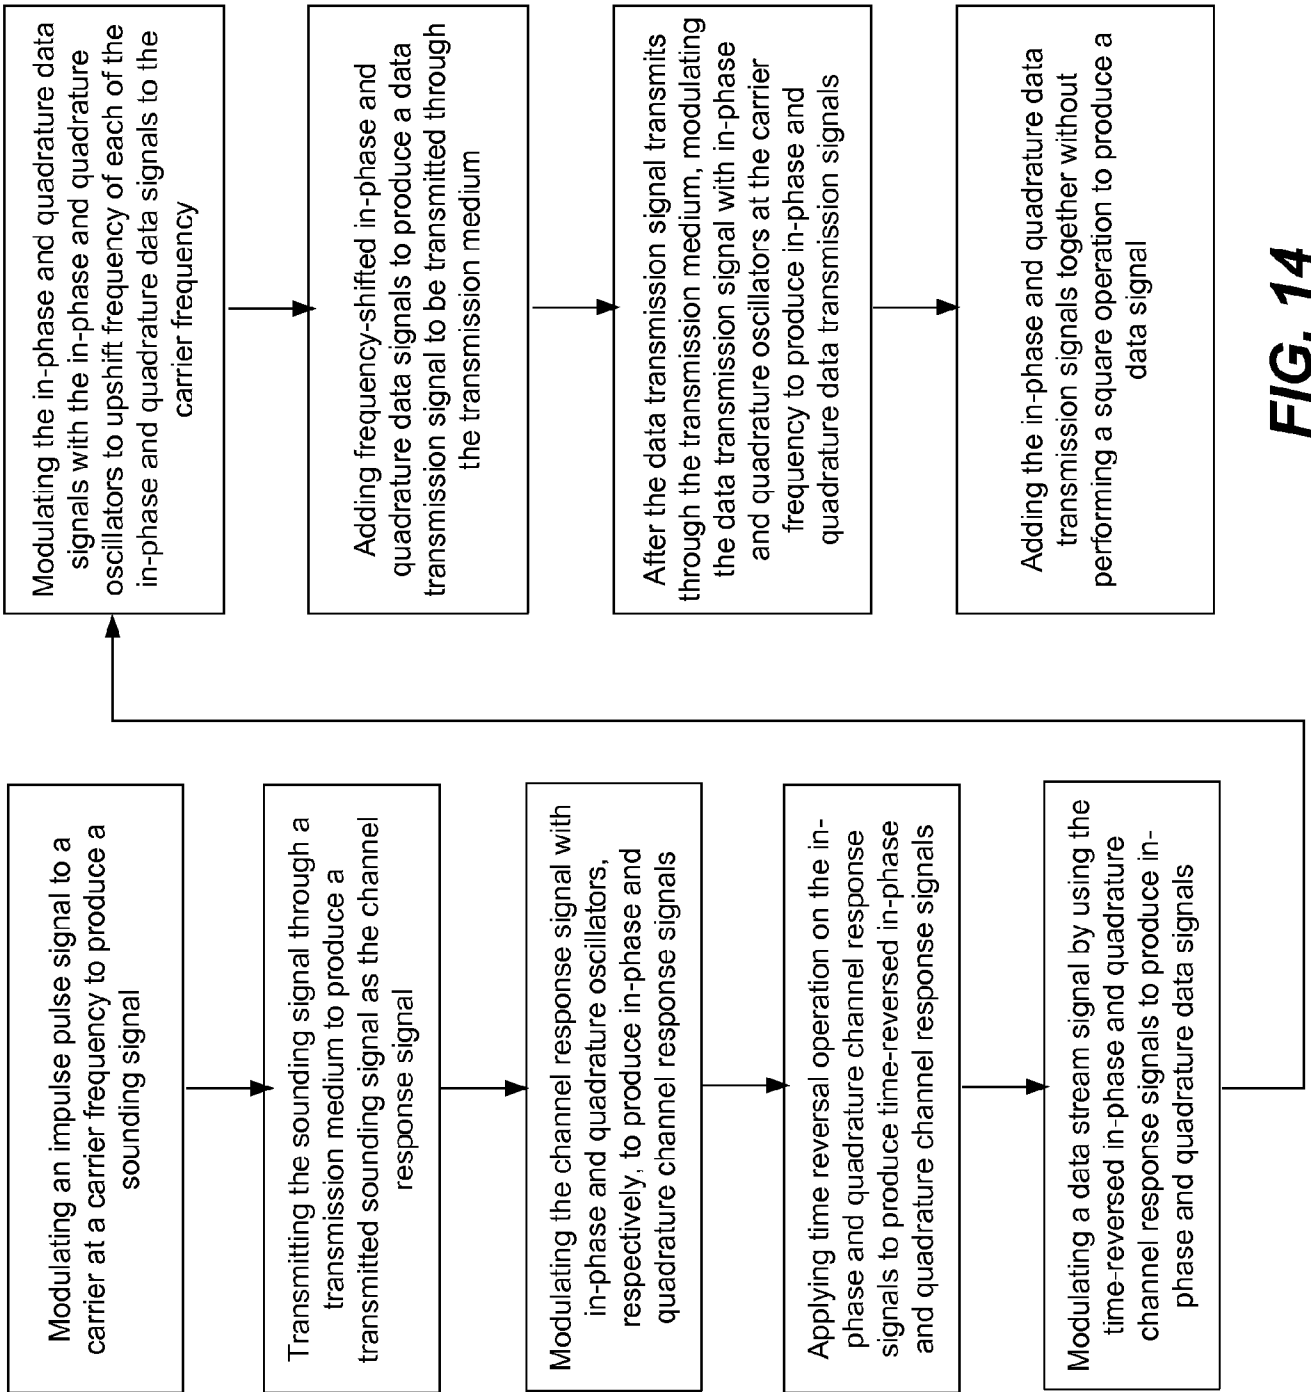 Modulating an impulse pulse signal to a
carrier at a carrier frequency to produce a
sounding signal
Transmitting the sounding signal through a
transmission medium to produce a
transmitted sounding signal as the channel
response signal
Modulating the channel response signal with
in-phase and quadrature oscillators,
respectively, to produce in-phase and
quadrature channel response signals
Applying time reversal operation on the in-
phase and quadrature channel response
signals to produce time-reversed in-phase
and quadrature channel response signals
Modulating a data stream signal by using the
time-reversed in-phase and quadrature
channel response signals to produce in-
phase and quadrature data signals
Modulating the in-phase and quadrature data
signals with the in-phase and quadrature
oscillators to upshift frequency of each of the
in-phase and quadrature data signals to the
carrier frequency
Adding frequency-shifted in-phase and
quadrature data signals to produce a data
transmission signal to be transmitted through
the transmission medium
After the data transmission signal transmits
through the transmission medium, modulating
the data transmission signal with in-phase
and quadrature oscillators at the carrier
frequency to produce in-phase and
quadrature data transmission signals
Adding the in-phase and quadrature data
transmission signals together without
performing a square operation to produce a
data signal
FIG. 14